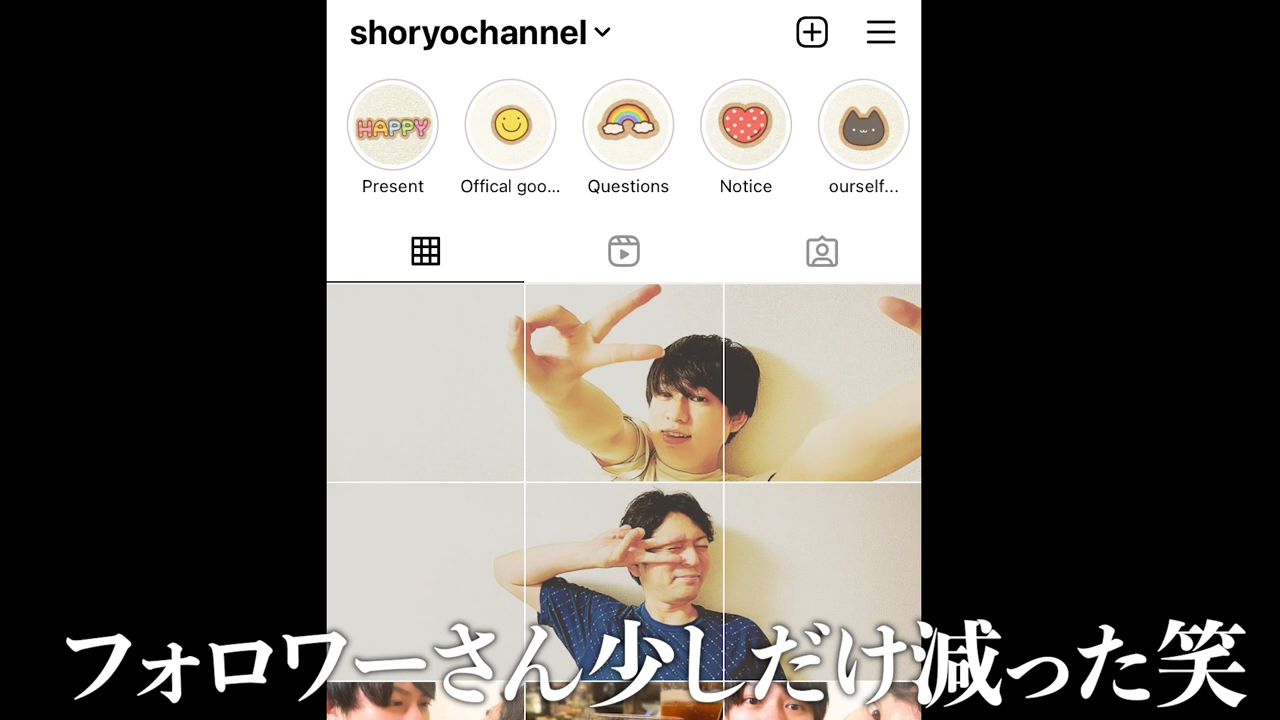 shoryochannel
HAPPY
Present
Offical goo...
Questions
Notice
ourself...
フォロワーさん少しだけ減った笑